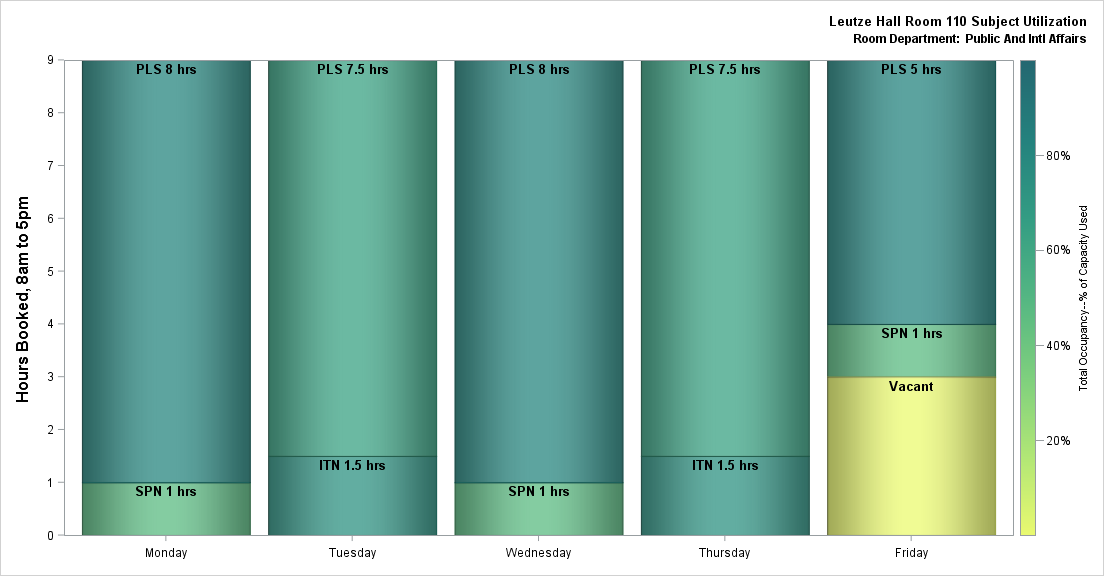 Leutze Hall Room 110 Subject Utilization
Room Department: Public And Intl Affairs
Hours Booked, 8am to 5pm
9
8
7
6
5
4
3
2
1
0
PLS 8 hrs
SPN 1 hrs
PLS 7.5 hrs
ITN 1.5 hrs
PLS 8 hrs
SPN 1 hrs
PLS 7.5 hrs
ITN 1.5 hrs
PLS 5 hrs
SPN 1 hrs
Vacant
Monday
Tuesday
Wednesday
Thursday
Friday
80%
60%
40%
20%
Total Occupancy--% of Capacity Used